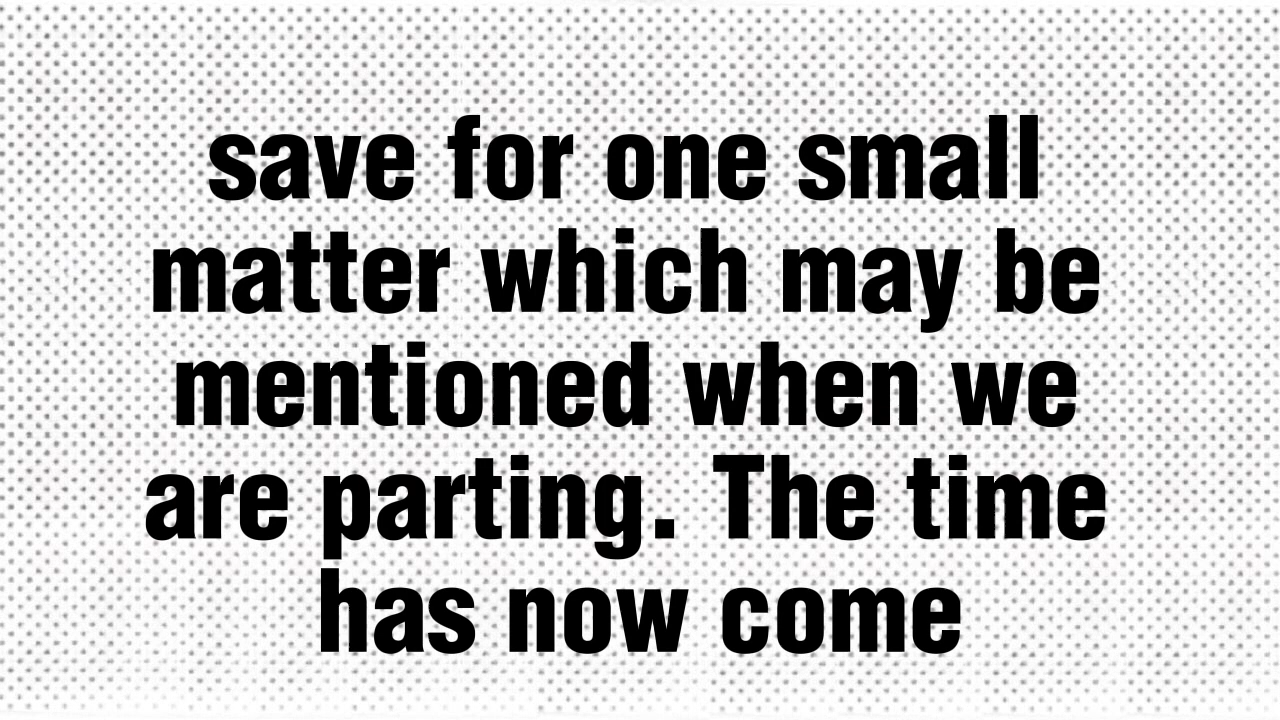 save for one small
matter which may be
mentioned when we
are parting. The time
has now come